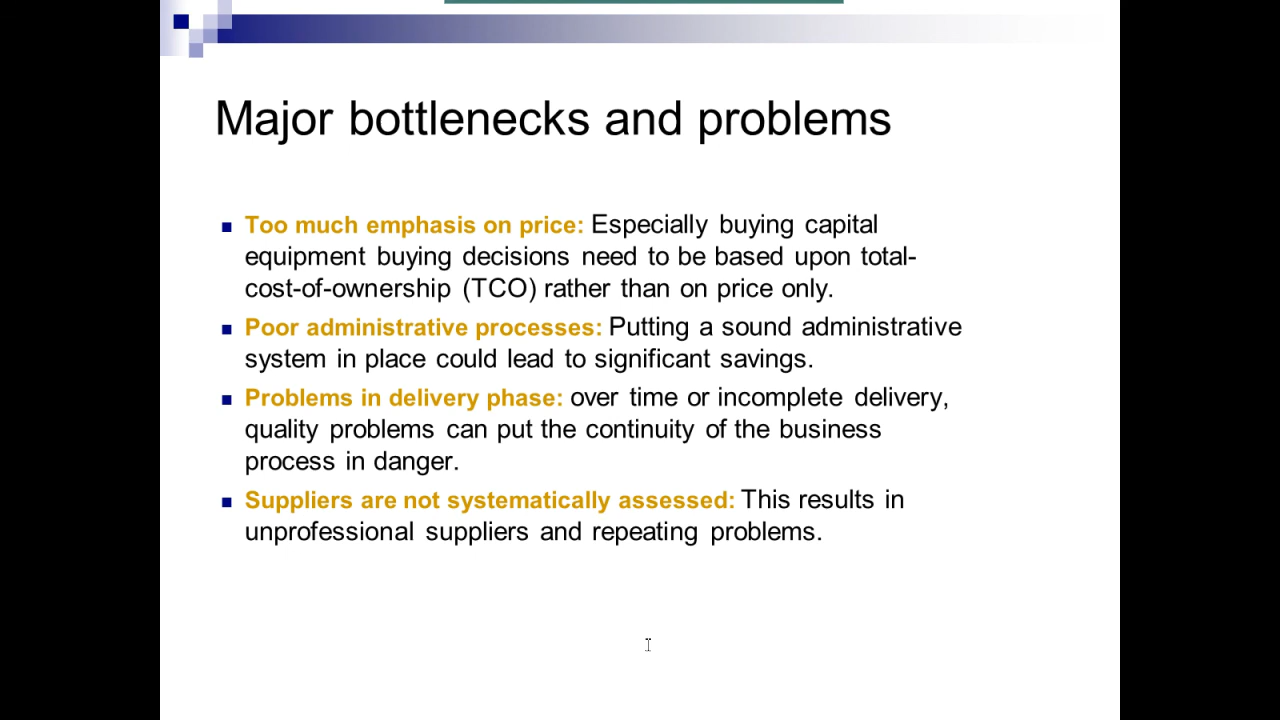 Major bottlenecks and problems
Too much emphasis on price: Especially buying capital
equipment buying decisions need to be based upon total-
cost-of-ownership (TCO) rather than on price only.
Poor administrative processes: Putting a sound administrative
system in place could lead to significant savings.
Problems in delivery phase: over time or incomplete delivery,
quality problems can put the continuity of the business
process in danger.
Suppliers are not systematically assessed: This results in
unprofessional suppliers and repeating problems.